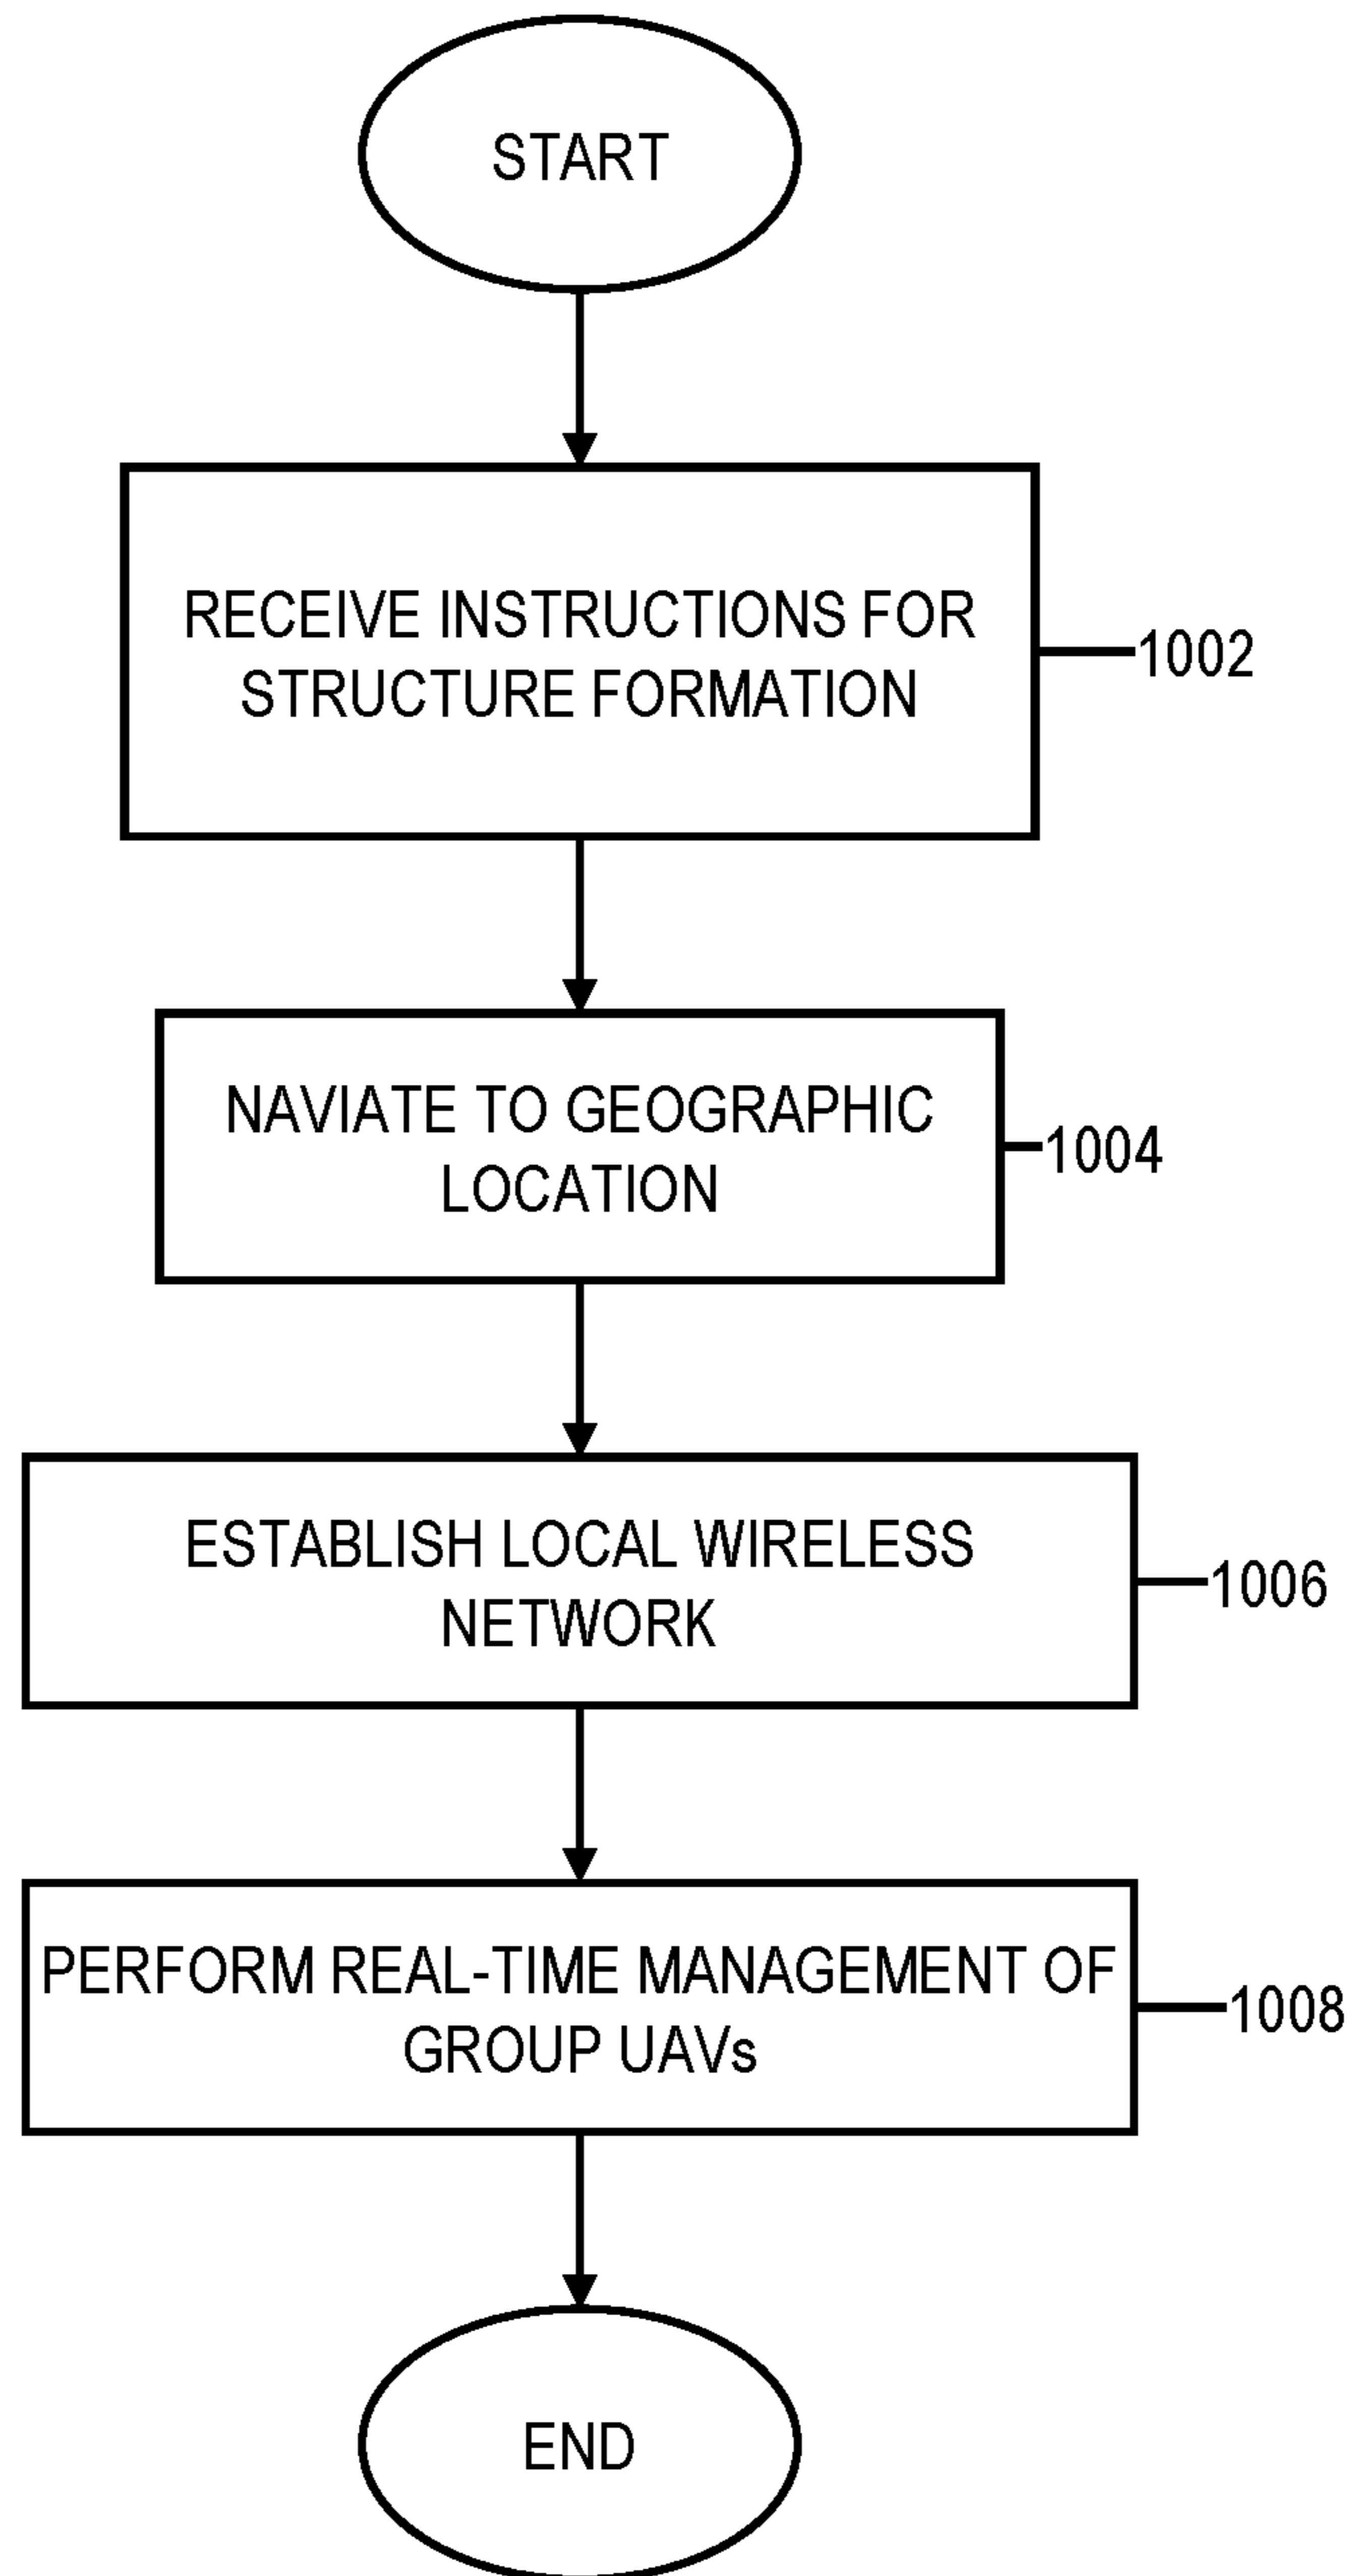 START
RECEIVE INSTRUCTIONS FOR
STRUCTURE FORMATION
1002
NAVIATE TO GEOGRAPHIC
LOCATION
1004
ESTABLISH LOCAL WIRELESS
NETWORK
1006
PERFORM REAL-TIME MANAGEMENT OF
GROUP UAVs
1008
END